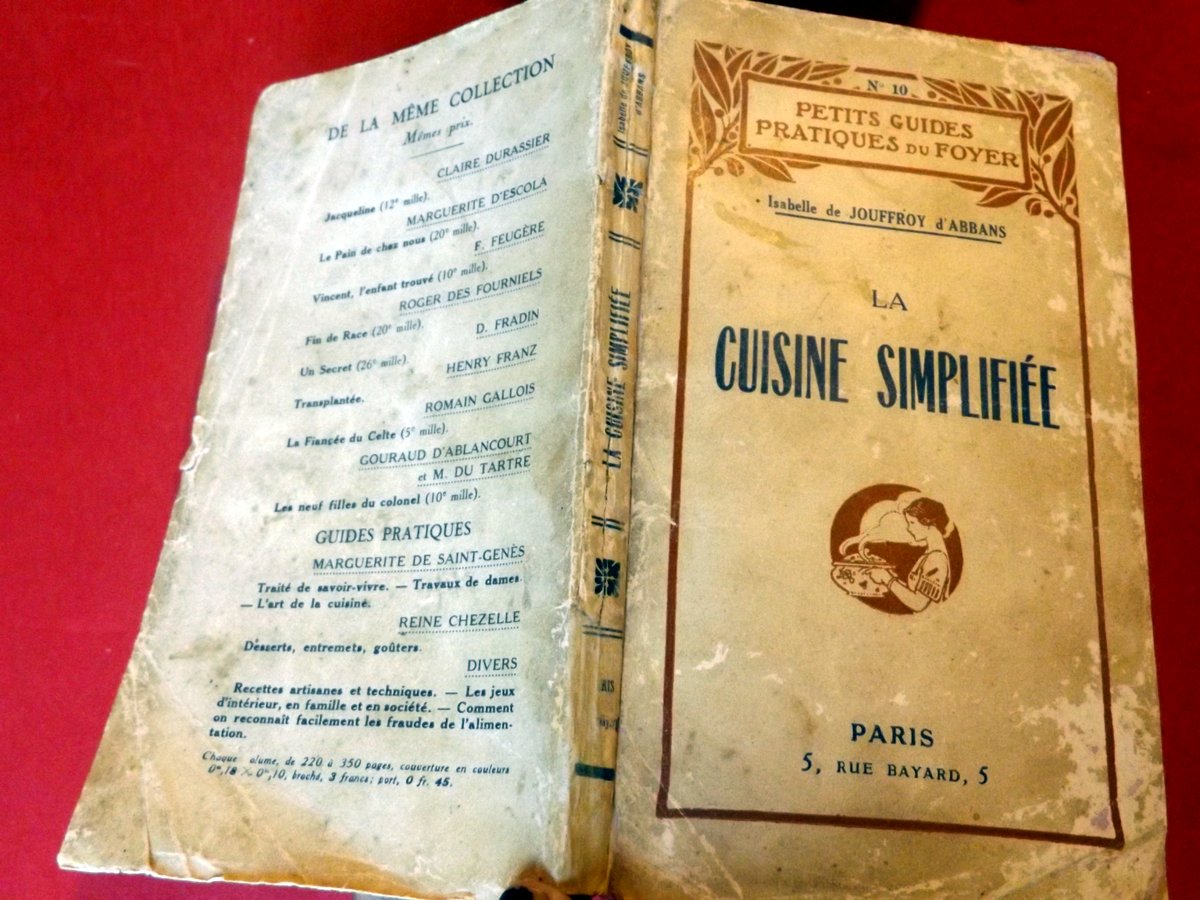 DE LA MÊME COLLECTION
Mêmes prix.
CLAIRE DURASSIER
Jacqueline (12e mille).
MARGUERITE D'ESCOLA
Le Pain de chez nous (20e mille).
F. FEUGÈRE
Vincent, l'enfant trouvé (10e mille).
ROGER DES FOURNIELS
Fin de Race (20e mille).
D. FRADIN
Un Secret (26e mille).
HENRY FRANZ
Transplantée.
ROMAIN GALLOIS
La Fiancée du Celte (5e mille).
GOURAUD D'ABLANCOURT
et M. DU TARTRE
Les neuf filles du colonel (10e mille).
GUIDES PRATIQUES
MARGUERITE DE SAINT-GENÈS
Traité de savoir-vivre. — Travaux de dames.
— L'art de la cuisine.
REINE CHEZELLE
Desserts, entremets, goûters.
DIVERS
Recettes artisanes et techniques. — Les jeux
d'intérieur, en famille et en société. — Comment
on reconnaît facilement les fraudes de l'alimen-
tation.
Chaque olume, de 220 à 350 pages, couverture en couleurs
0m,18 × 0m,10, broché, 3 francs; port, 0 fr. 45.
Isabelle de JOUFFROY
d'ABBANS
LA CUISINE SIMPLIFIÉE
No 10
PETITS GUIDES
PRATIQUES DU FOYER
Isabelle de JOUFFROY d'ABBANS
LA
CUISINE SIMPLIFIÉE
PARIS
5, RUE BAYARD, 5